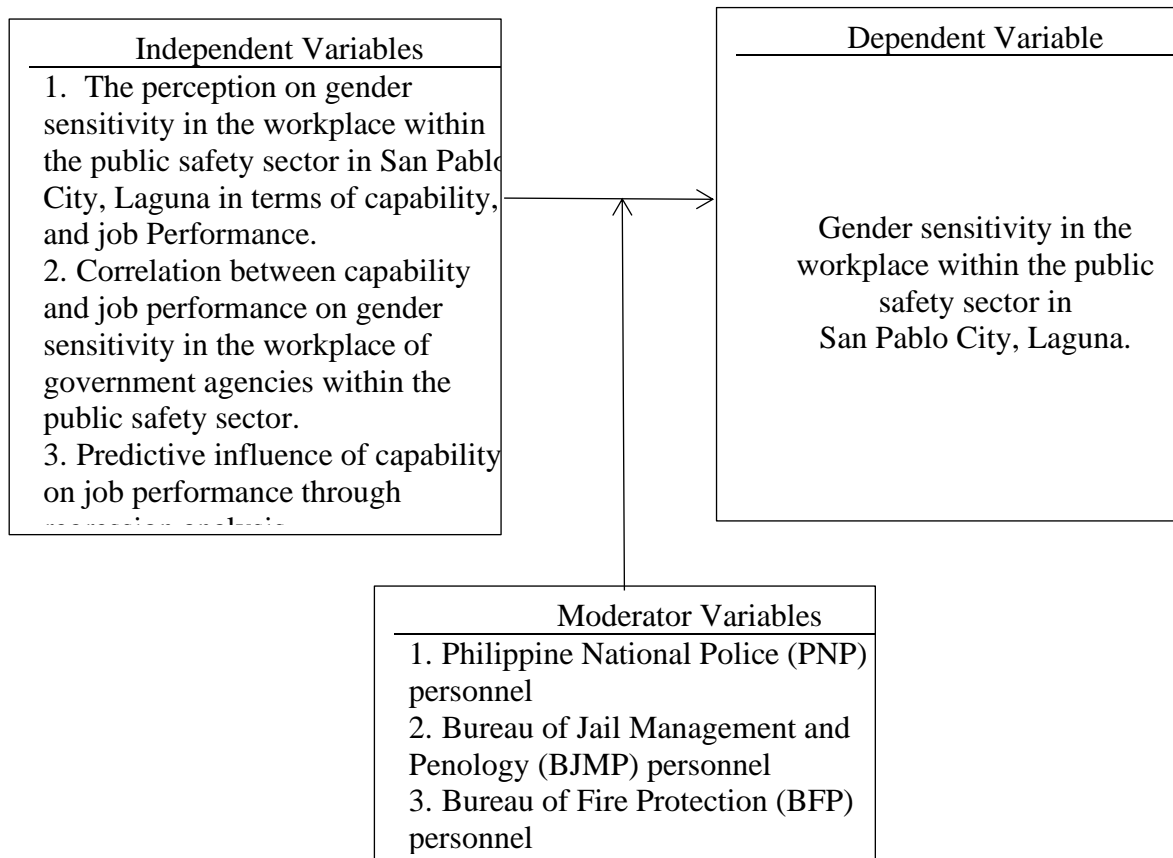 Independent Variables
1. The perception on gender
sensitivity in the workplace within
the public safety sector in San Pablo
City, Laguna in terms of capability,
and job Performance.
2. Correlation between capability
and job performance on gender
sensitivity in the workplace of
government agencies within the
public safety sector.
3. Predictive influence of capability
on job performance through
regression analysis
Dependent Variable
Gender sensitivity in the
workplace within the public
safety sector in
San Pablo City, Laguna.
Moderator Variables
1. Philippine National Police (PNP)
personnel
2. Bureau of Jail Management and
Penology (BJMP) personnel
3. Bureau of Fire Protection (BFP)
personnel